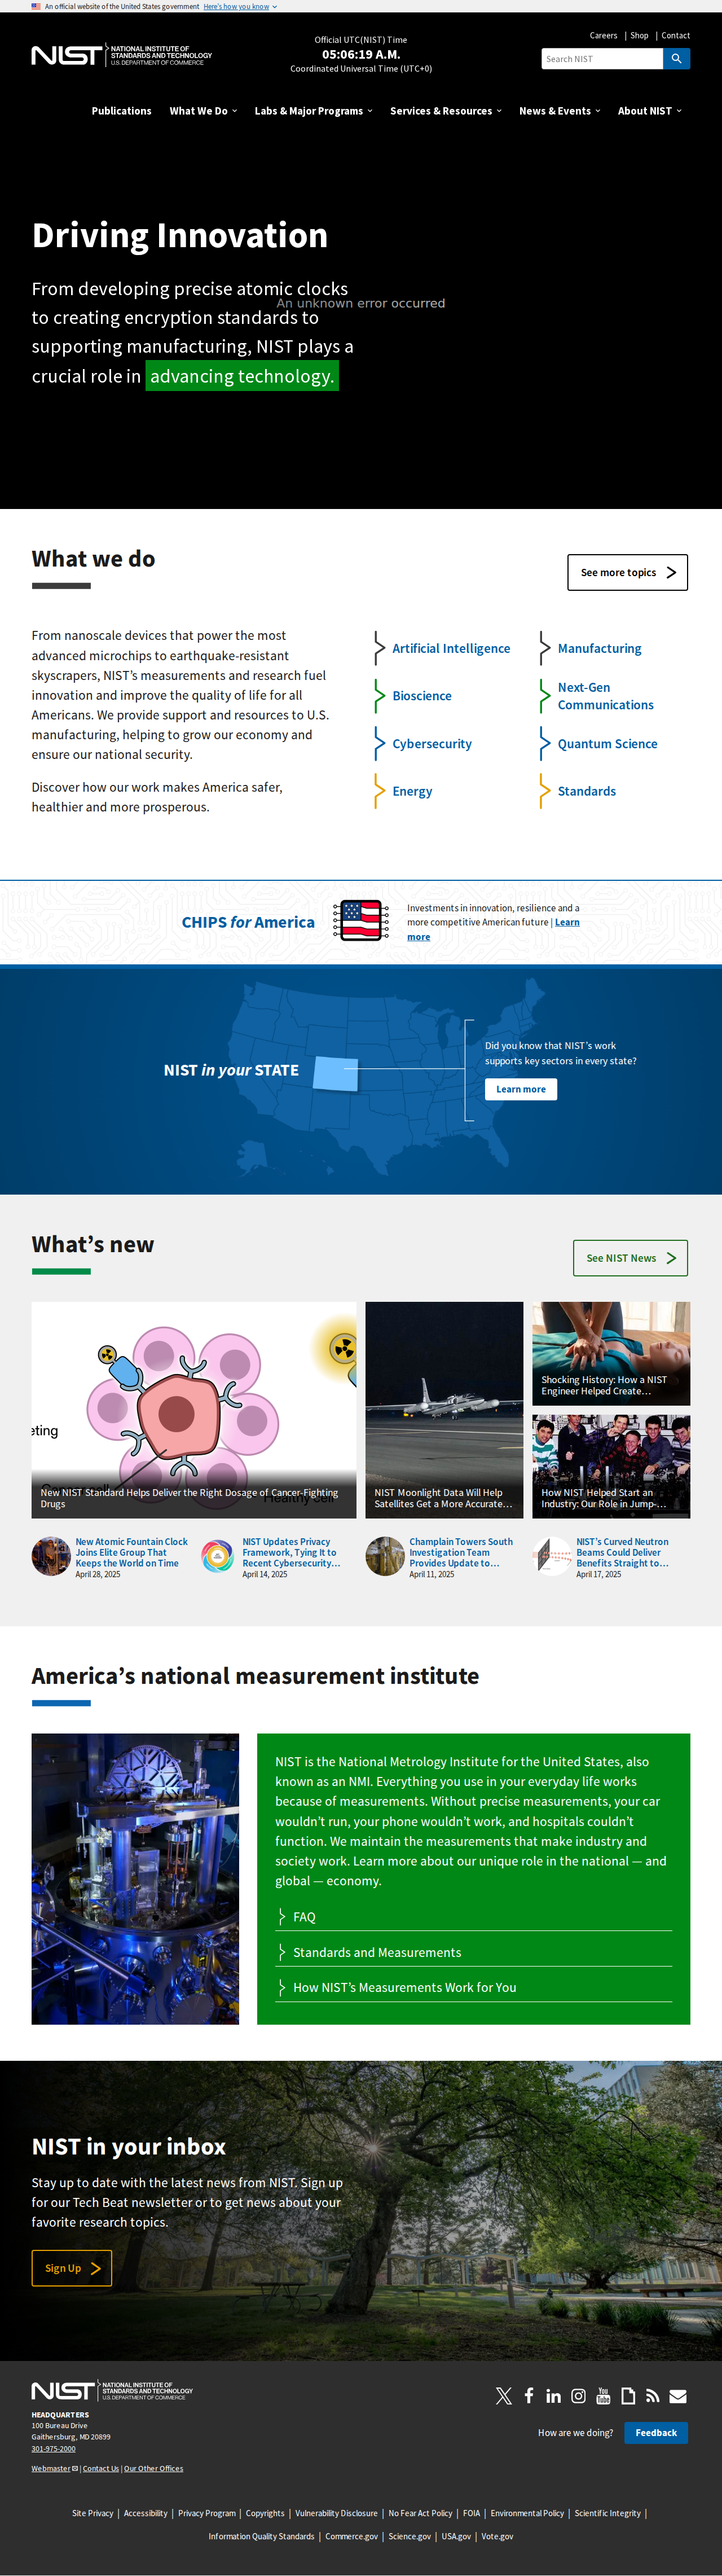 An official website of the United States government Here's how you know
NIST NATIONAL INSTITUTE OF
STANDARDS AND TECHNOLOGY
U.S. DEPARTMENT OF COMMERCE
Official UTC(NIST) Time
05:06:19 A.M.
Coordinated Universal Time (UTC+0)
Careers | Shop | Contact
Search NIST
Publications What We Do Labs & Major Programs Services & Resources News & Events About NIST
Driving Innovation
From developing precise atomic clocks
to creating encryption standards to
supporting manufacturing, NIST plays a
crucial role in advancing technology.
An unknown error occurred
What we do
See more topics
From nanoscale devices that power the most
advanced microchips to earthquake-resistant
skyscrapers, NIST's measurements and research fuel
innovation and improve the quality of life for all
Americans. We provide support and resources to U.S.
manufacturing, helping to grow our economy and
ensure our national security.
Discover how our work makes America safer,
healthier and more prosperous.
Artificial Intelligence
Bioscience
Cybersecurity
Energy
Manufacturing
Next-Gen
Communications
Quantum Science
Standards
CHIPS for America
Investments in innovation, resilience and a
more competitive American future | Learn
more
NIST in your STATE
Did you know that NIST's work
supports key sectors in every state?
Learn more
What's new
See NIST News
eting
New NIST Standard Helps Deliver the Right Dosage of Cancer-Fighting
Drugs
Healthy cell
NIST Moonlight Data Will Help
Satellites Get a More Accurate…
Shocking History: How a NIST
Engineer Helped Create…
How NIST Helped Start an
Industry: Our Role in Jump-…
New Atomic Fountain Clock
Joins Elite Group That
Keeps the World on Time
April 28, 2025
NIST Updates Privacy
Framework, Tying It to
Recent Cybersecurity…
April 14, 2025
Champlain Towers South
Investigation Team
Provides Update to…
April 11, 2025
NIST's Curved Neutron
Beams Could Deliver
Benefits Straight to…
April 17, 2025
America's national measurement institute
NIST is the National Metrology Institute for the United States, also
known as an NMI. Everything you use in your everyday life works
because of measurements. Without precise measurements, your car
wouldn't run, your phone wouldn't work, and hospitals couldn't
function. We maintain the measurements that make industry and
society work. Learn more about our unique role in the national — and
global — economy.
FAQ
Standards and Measurements
How NIST's Measurements Work for You
NIST in your inbox
Stay up to date with the latest news from NIST. Sign up
for our Tech Beat newsletter or to get news about your
favorite research topics.
Sign Up
NIST NATIONAL INSTITUTE OF
STANDARDS AND TECHNOLOGY
U.S. DEPARTMENT OF COMMERCE
HEADQUARTERS
100 Bureau Drive
Gaithersburg, MD 20899
301-975-2000
Webmaster | Contact Us | Our Other Offices
You
Tube
How are we doing? Feedback
Site Privacy | Accessibility | Privacy Program | Copyrights | Vulnerability Disclosure | No Fear Act Policy | FOIA | Environmental Policy | Scientific Integrity |
Information Quality Standards | Commerce.gov | Science.gov | USA.gov | Vote.gov